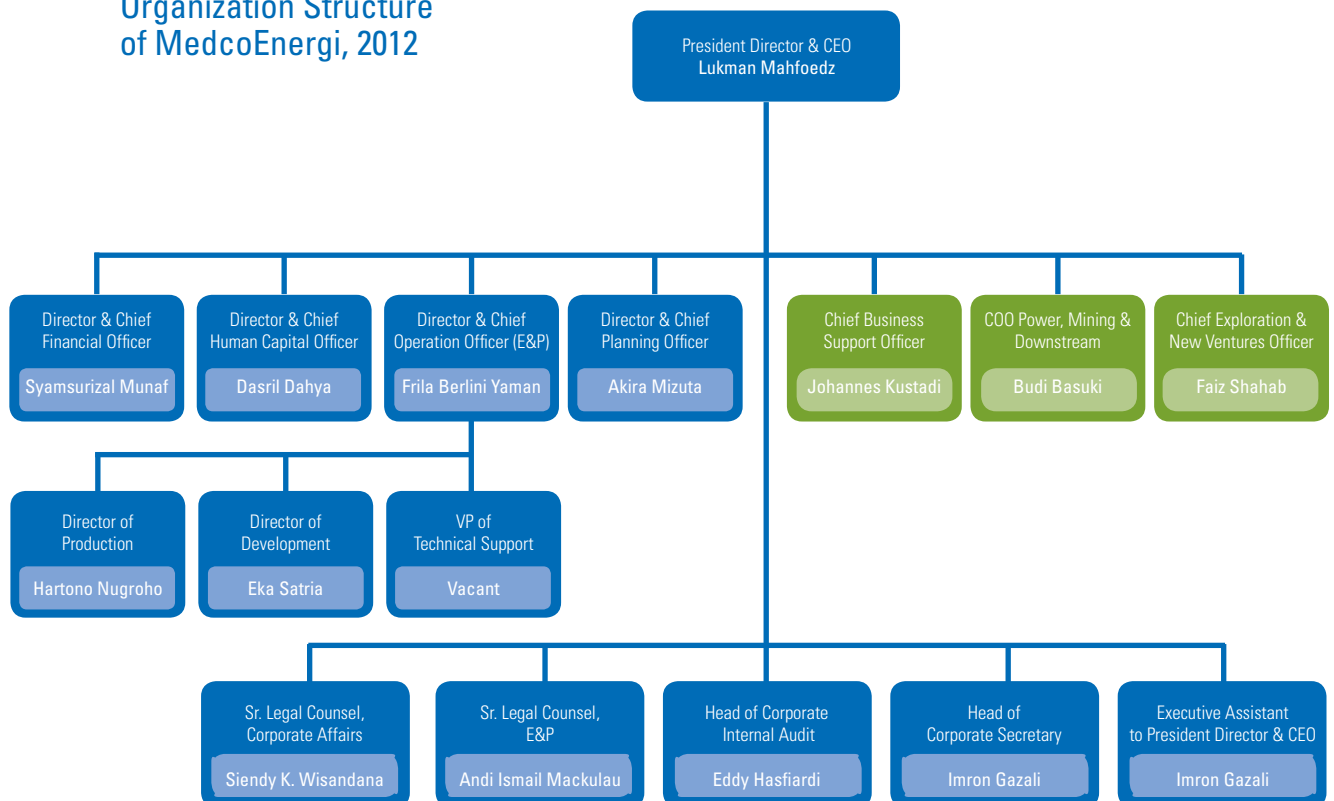 Organization Structure
of MedcoEnergi, 2012
President Director & CEO
Lukman Mahfoedz
Director & Chief
Financial Officer
Syamsurizal Munaf
Director & Chief
Human Capital Officer
Dasril Dahya
Director & Chief
Operation Officer (E&P)
Frila Berlini Yaman
Director & Chief
Planning Officer
Akira Mizuta
Chief Business
Support Officer
Johannes Kustadi
COO Power, Mining &
Downstream
Budi Basuki
Chief Exploration &
New Ventures Officer
Faiz Shahab
Director of
Production
Hartono Nugroho
Director of
Development
Eka Satria
VP of
Technical Support
Vacant
Sr. Legal Counsel,
Corporate Affairs
Siendy K. Wisandana
Sr. Legal Counsel,
E&P
Andi Ismail Mackulau
Head of Corporate
Internal Audit
Eddy Hasfiardi
Head of
Corporate Secretary
Imron Gazali
Executive Assistant
to President Director & CEO
Imron Gazali